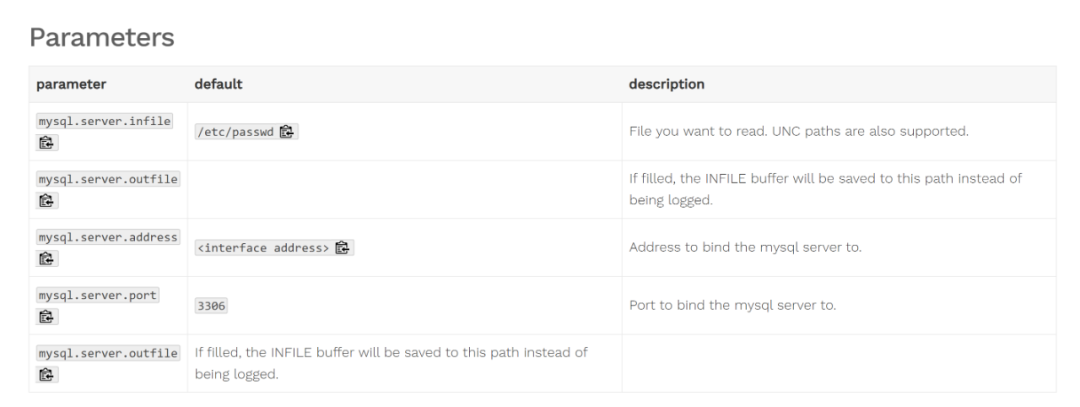 Parameters
parameter default description
mysql.server.infile
/etc/passwd File you want to read. UNC paths are also supported.
mysql.server.outfile If filled, the INFILE buffer will be saved to this path instead of
being logged.
mysql.server.address
<interface address> Address to bind the mysql server to.
mysql.server.port
3306 Port to bind the mysql server to.
mysql.server.outfile If filled, the INFILE buffer will be saved to this path instead of
being logged.